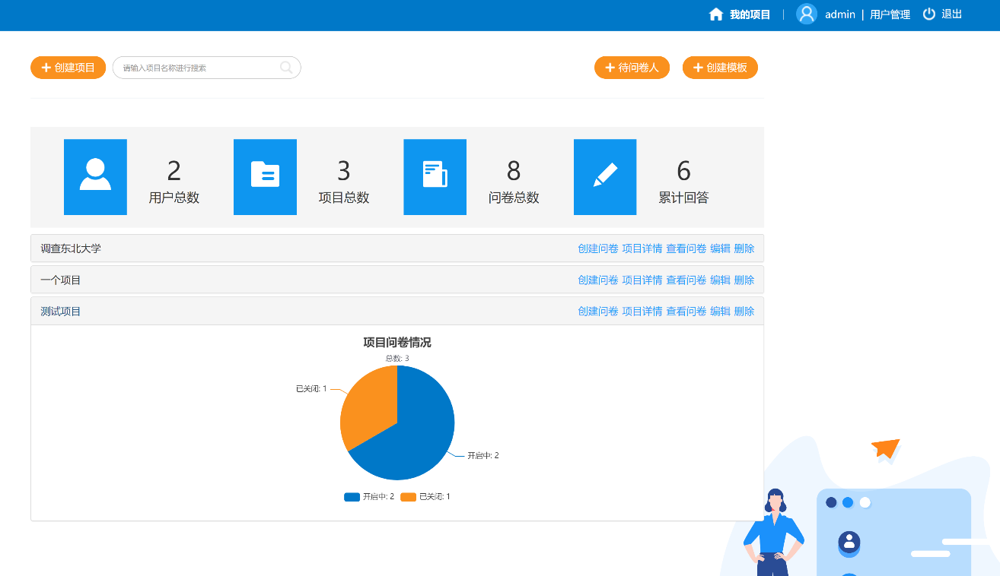 我的项目 | admin | 用户管理 退出
创建项目 请输入项目名称进行搜索 待问卷人 创建模板
2 3 8 6
用户总数 项目总数 问卷总数 累计回答
调查东北大学 创建问卷 项目详情 查看问卷 编辑 删除
一个项目 创建问卷 项目详情 查看问卷 编辑 删除
测试项目 创建问卷 项目详情 查看问卷 编辑 删除
项目问卷情况
总数: 3
已关闭: 1
开启中: 2
开启中: 2 已关闭: 1